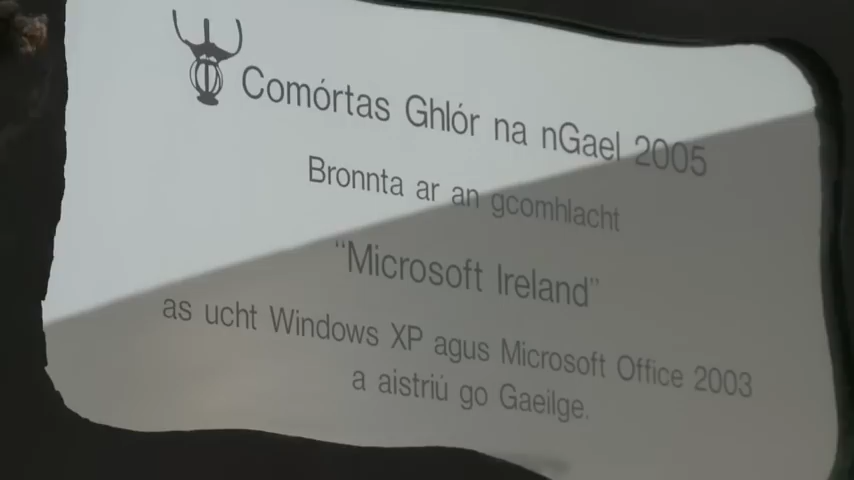 Comórtas Ghlór na nGael 2005
Bronnta ar an gcomhlacht
“Microsoft Ireland”
as ucht Windows XP agus Microsoft Office 2003
a aistriú go Gaeilge.